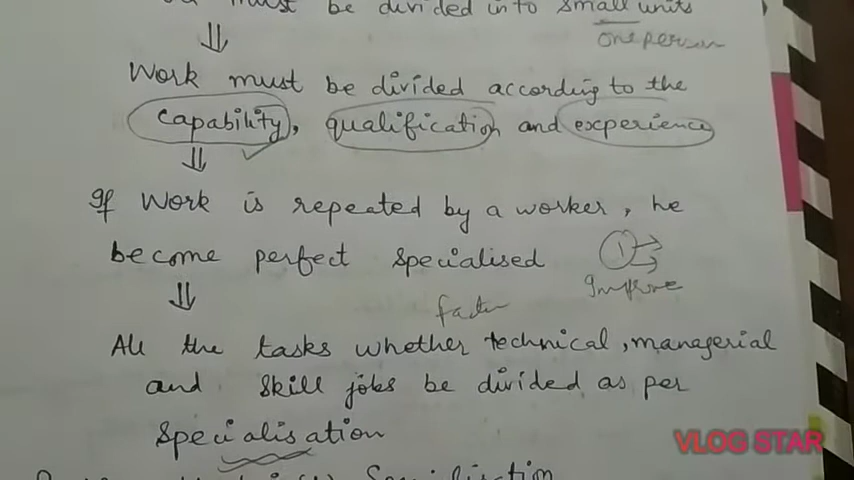 must be divided into small units
one person
Work must be divided according to the
capability, qualification and experience
If Work is repeated by a worker, he
become perfect specialised
1
Improve
faster
All the tasks whether technical, managerial
and skill jobs be divided as per
specialisation
VLOG STAR